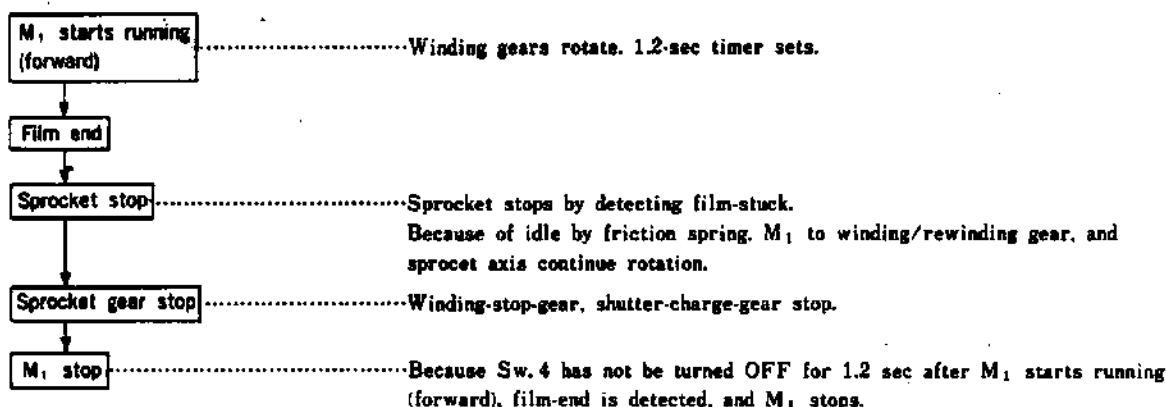 M₁ starts running
(forward)
Winding gears rotate. 1.2-sec timer sets.
Film end
Sprocket stop
Sprocket stops by detecting film-stuck.
Because of idle by friction spring, M₁ to winding/rewinding gear, and
sprocet axis continue rotation.
Sprocket gear stop
Winding-stop-gear, shutter-charge-gear stop.
M₁ stop
Because Sw. 4 has not be turned OFF for 1.2 sec after M₁ starts running
(forward), film-end is detected, and M₁ stops.